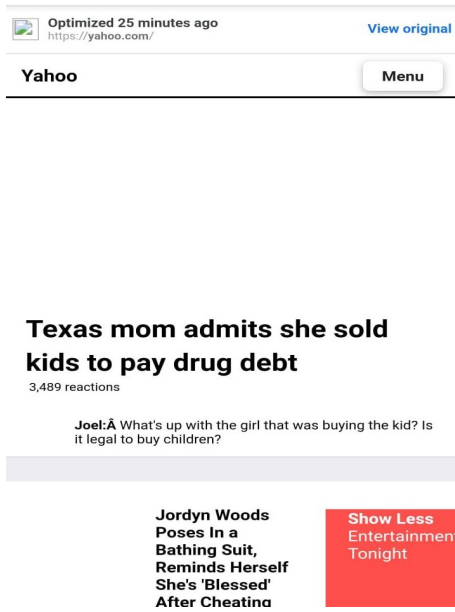 Optimized 25 minutes ago
https://yahoo.com/
View original
Yahoo
Menu
Texas mom admits she sold
kids to pay drug debt
3,489 reactions
Joel:Â What's up with the girl that was buying the kid? Is
it legal to buy children?
Jordyn Woods
Poses In a
Bathing Suit,
Reminds Herself
She's 'Blessed'
After Cheating
Show Less
Entertainment
Tonight